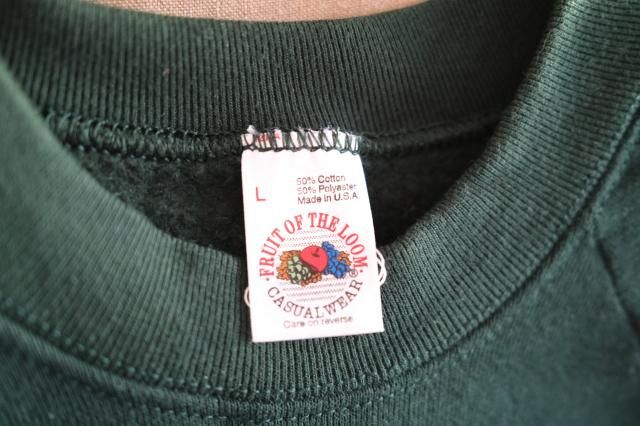 50% Cotton
L
50% Polyester
Made in U.S.A.
FRUIT OF THE LOOM.
®
CASUALWEAR
Care on reverse